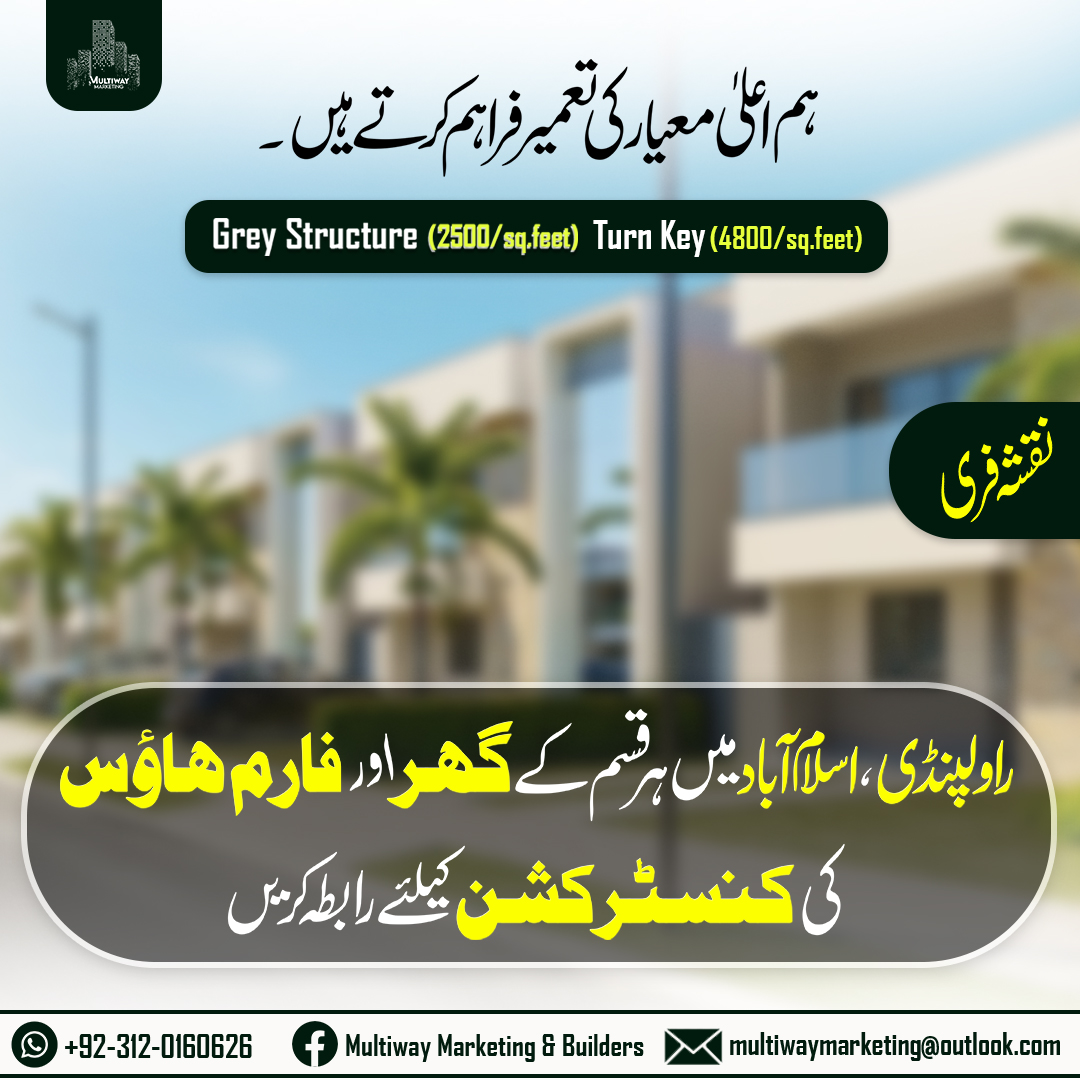 MULTIWAY
MARKETING
ہم اعلیٰ معیار کی تعمیر فراہم کرتے ہیں ۔
Grey Structure (2500/sq.feet) Turn Key (4800/sq.feet)
نقشہ فری
راولپنڈی، اسلام آباد میں ہر قسم کے گھر اور فارم ہاؤس
کی کنسٹرکشن کیلئے رابطہ کریں
+92-312-0160626 Multiway Marketing & Builders multiwaymarketing@outlook.com